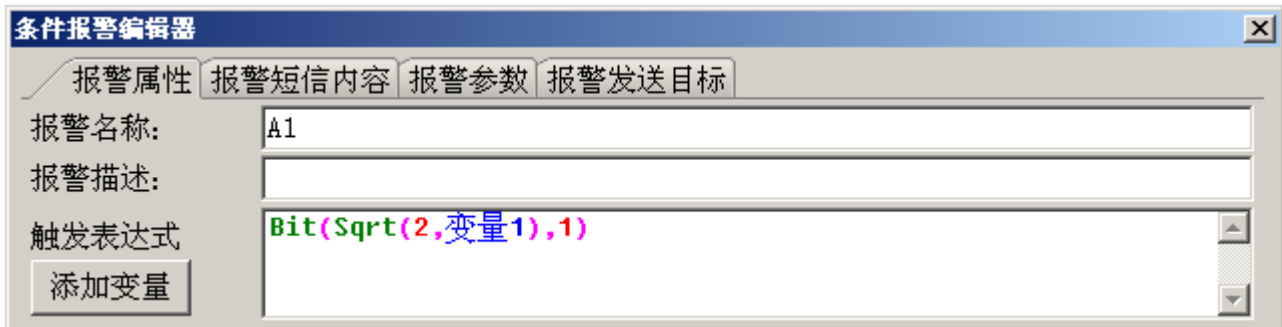 条件报警编辑器
报警属性 报警短信内容 报警参数 报警发送目标
报警名称: A1
报警描述:
触发表达式 Bit(Sqrt(2,变量1),1)
添加变量